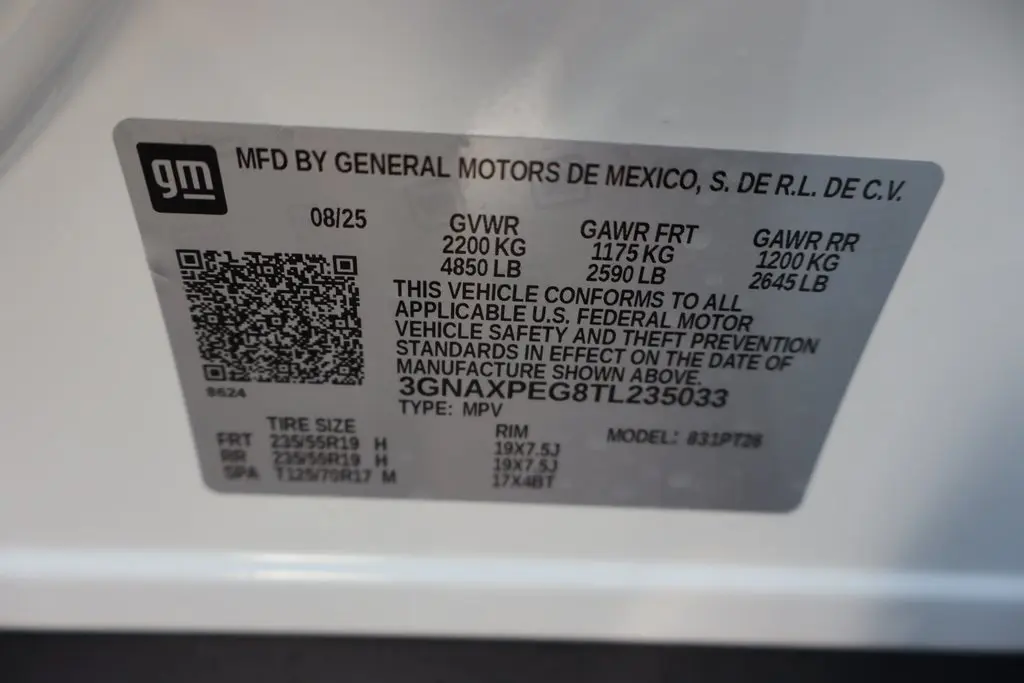 gm
MFD BY GENERAL MOTORS DE MEXICO, S. DE R.L. DE C.V.
08/25
GVWR
2200 KG
4850 LB
GAWR FRT
1175 KG
2590 LB
GAWR RR
1200 KG
2645 LB
THIS VEHICLE CONFORMS TO ALL
APPLICABLE U.S. FEDERAL MOTOR
VEHICLE SAFETY AND THEFT PREVENTION
STANDARDS IN EFFECT ON THE DATE OF
MANUFACTURE SHOWN ABOVE.
8624
3GNAXPEG8TL235033
TYPE: MPV
TIRE SIZE RIM MODEL: 831PT26
FRT 235/55R19 H 19X7.5J
RR 235/55R19 H 19X7.5J
SPA T125/70R17 M 17X4BT